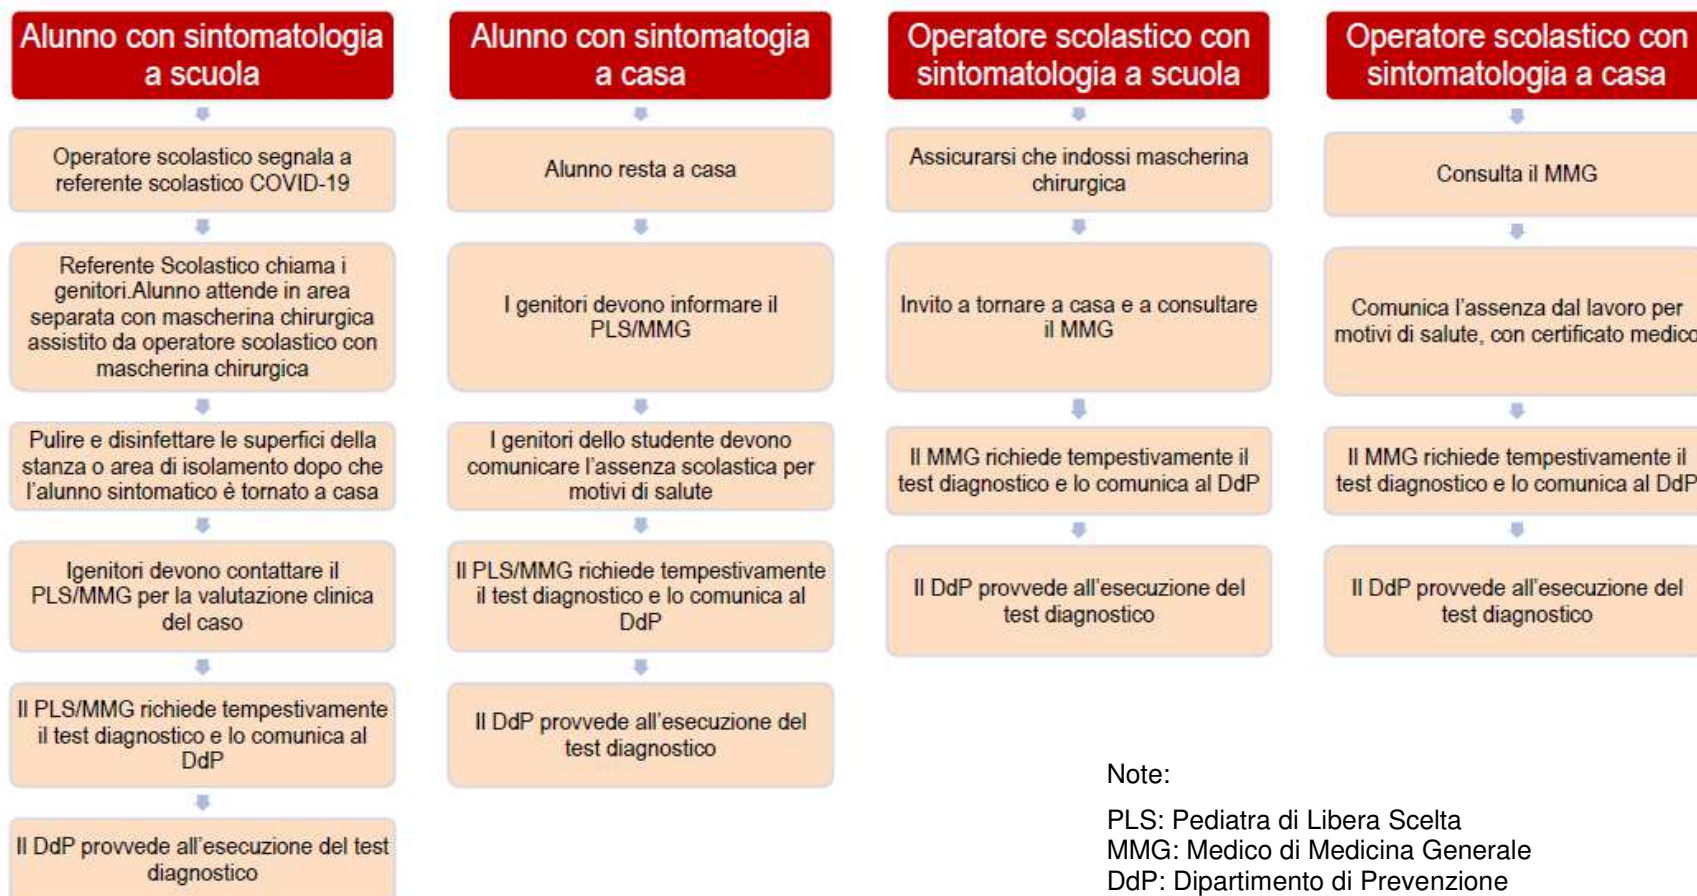 Alunno con sintomatologia
a scuola
Operatore scolastico segnala a
referente scolastico COVID-19
Referente Scolastico chiama i
genitori.Alunno attende in area
separata con mascherina chirurgica
assistito da operatore scolastico con
mascherina chirurgica
Pulire e disinfettare le superfici della
stanza o area di isolamento dopo che
l'alunno sintomatico è tornato a casa
Igenitori devono contattare il
PLS/MMG per la valutazione clinica
del caso
Il PLS/MMG richiede tempestivamente
il test diagnostico e lo comunica al
DdP
Il DdP provvede all'esecuzione del test
diagnostico
Alunno con sintomatogia
a casa
Alunno resta a casa
I genitori devono informare il
PLS/MMG
I genitori dello studente devono
comunicare l'assenza scolastica per
motivi di salute
Il PLS/MMG richiede tempestivamente
il test diagnostico e lo comunica al
DdP
Il DdP provvede all'esecuzione del
test diagnostico
Operatore scolastico con
sintomatologia a scuola
Assicurarsi che indossi mascherina
chirurgica
Invito a tornare a casa e a consultare
il MMG
Il MMG richiede tempestivamente il
test diagnostico e lo comunica al DdP
Il DdP provvede all'esecuzione del
test diagnostico
Operatore scolastico con
sintomatologia a casa
Consulta il MMG
Comunica l'assenza dal lavoro per
motivi di salute, con certificato medico
Il MMG richiede tempestivamente il
test diagnostico e lo comunica al DdP
Il DdP provvede all'esecuzione del
test diagnostico
Note:
PLS: Pediatra di Libera Scelta
MMG: Medico di Medicina Generale
DdP: Dipartimento di Prevenzione